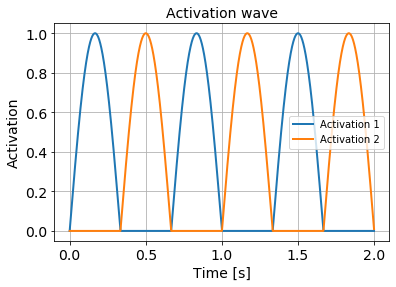 Activation wave
1.0
0.8
0.6
0.4
0.2
0.0
Activation
Activation 1
Activation 2
0.0 0.5 1.0 1.5 2.0
Time [s]